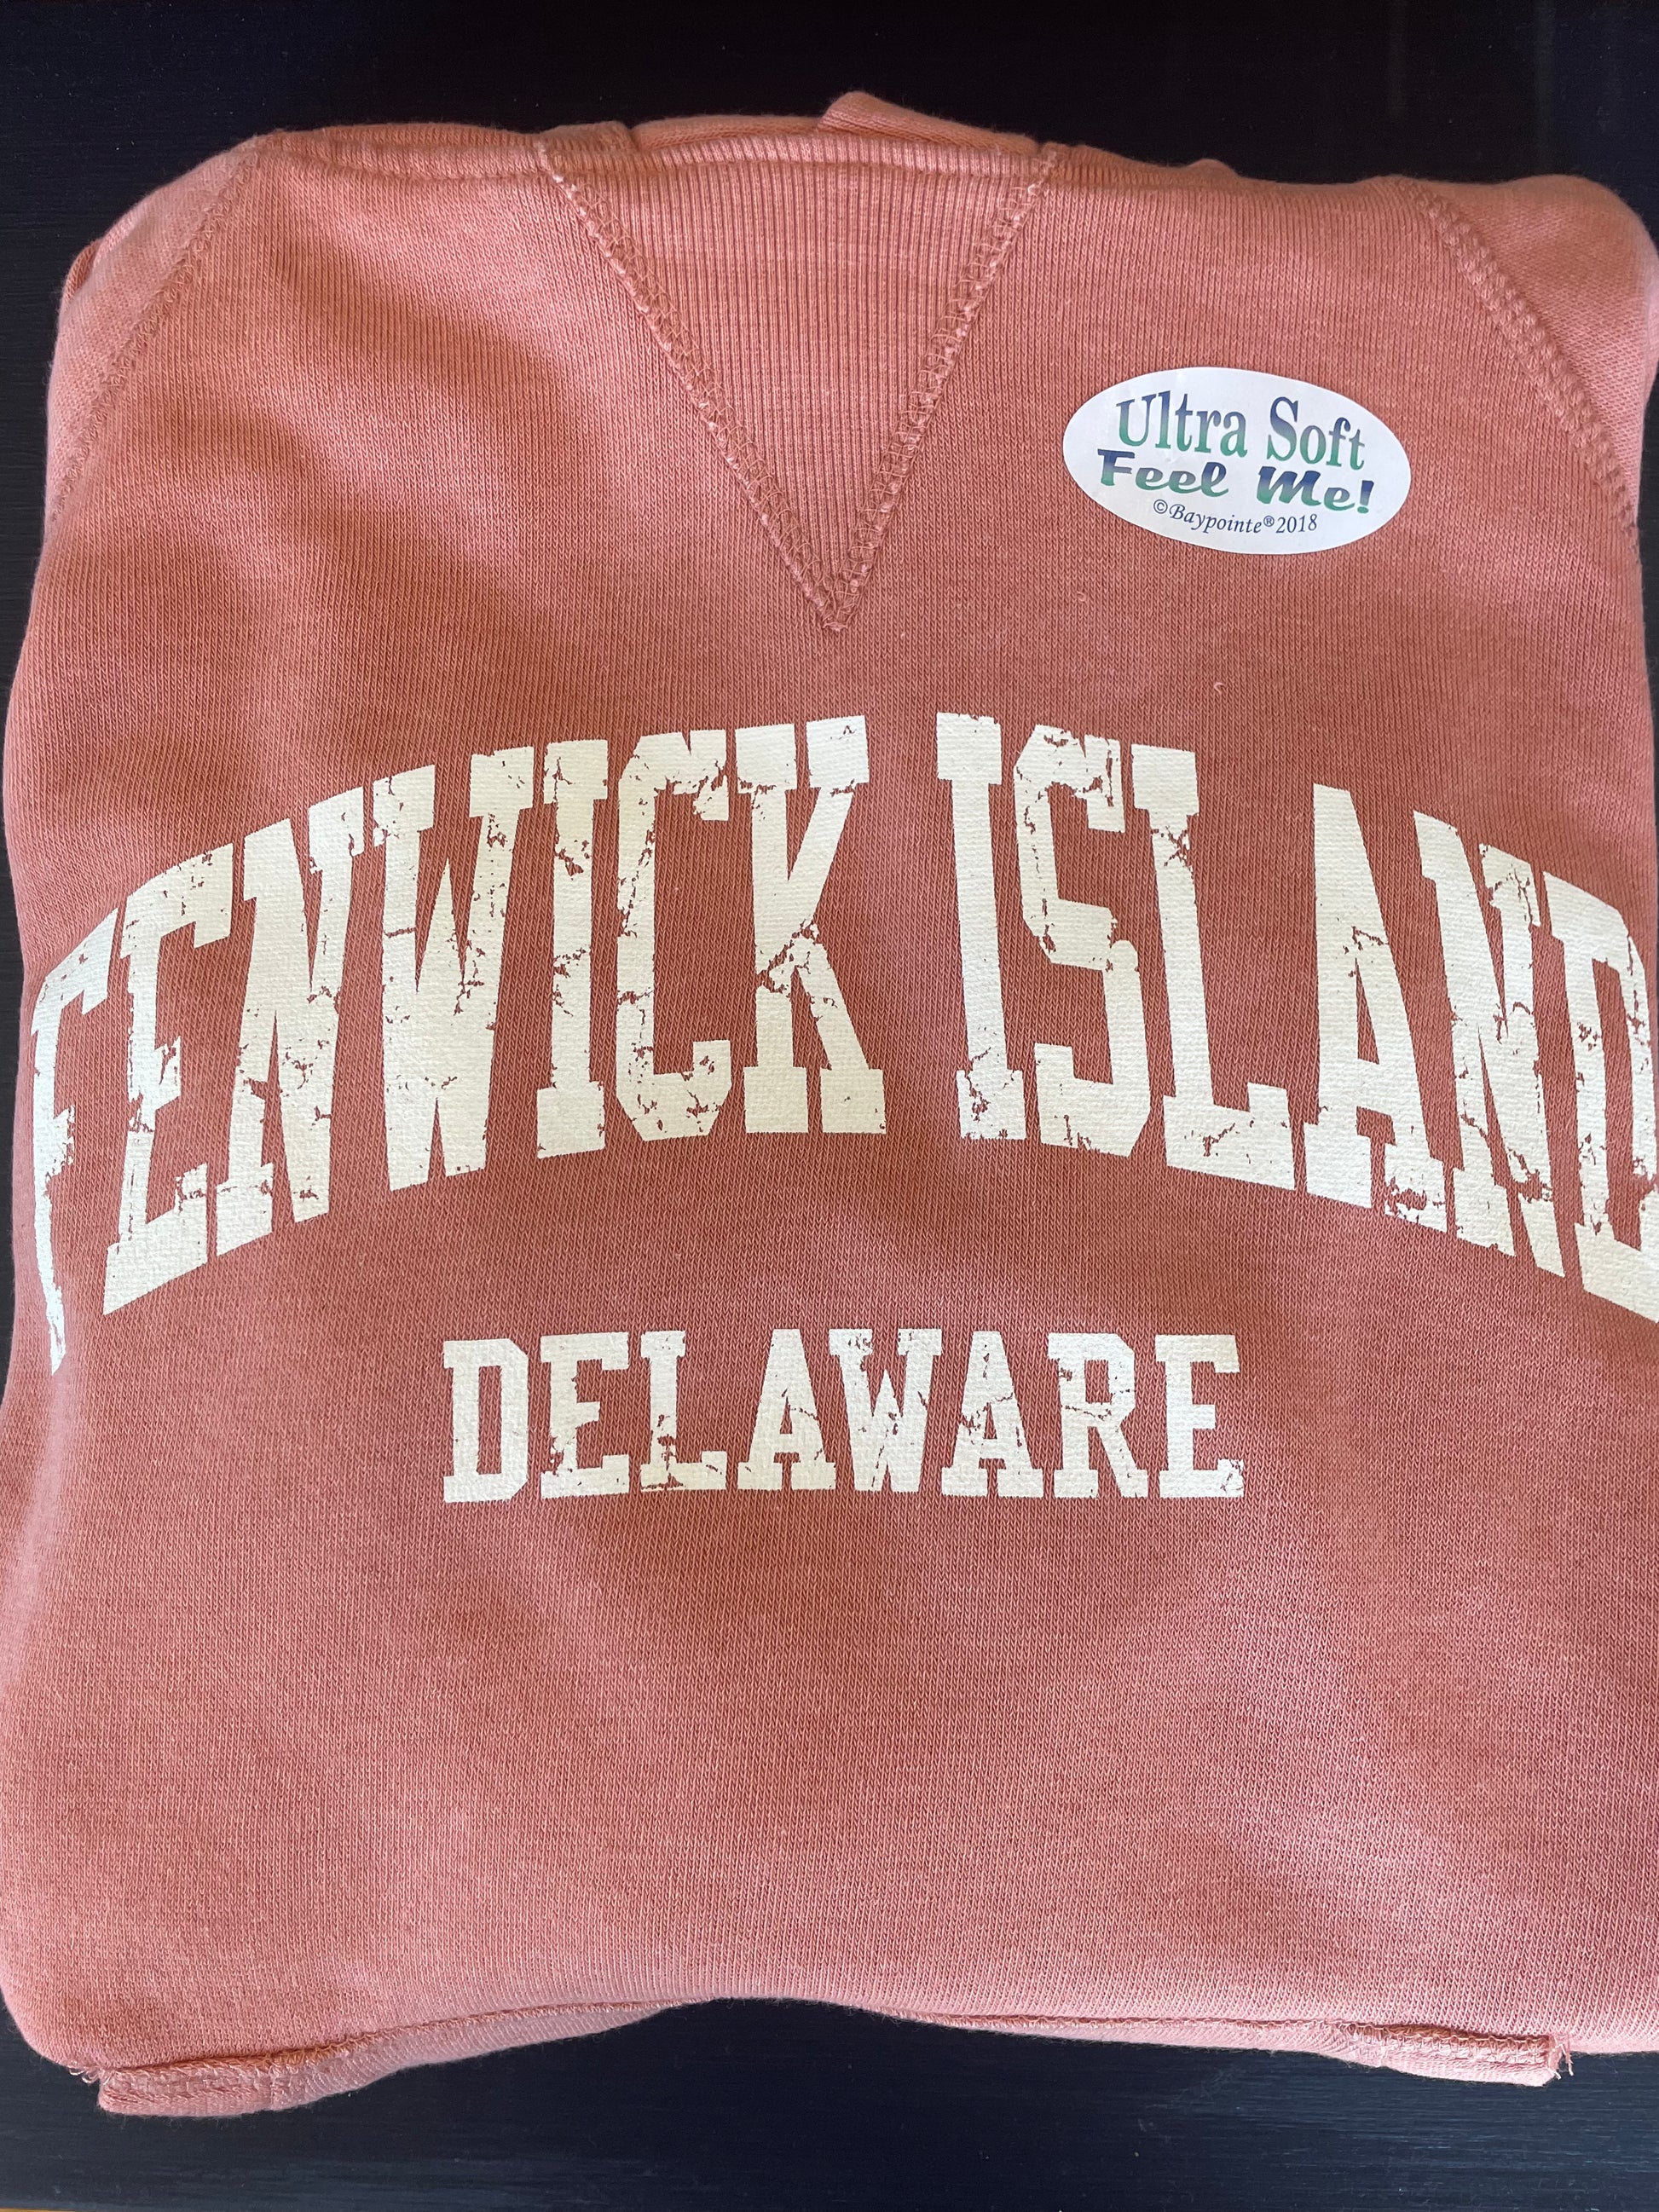 Ultra Soft
Feel Me!
©Baypointe®2018
FENWICK ISLAND
DELAWARE